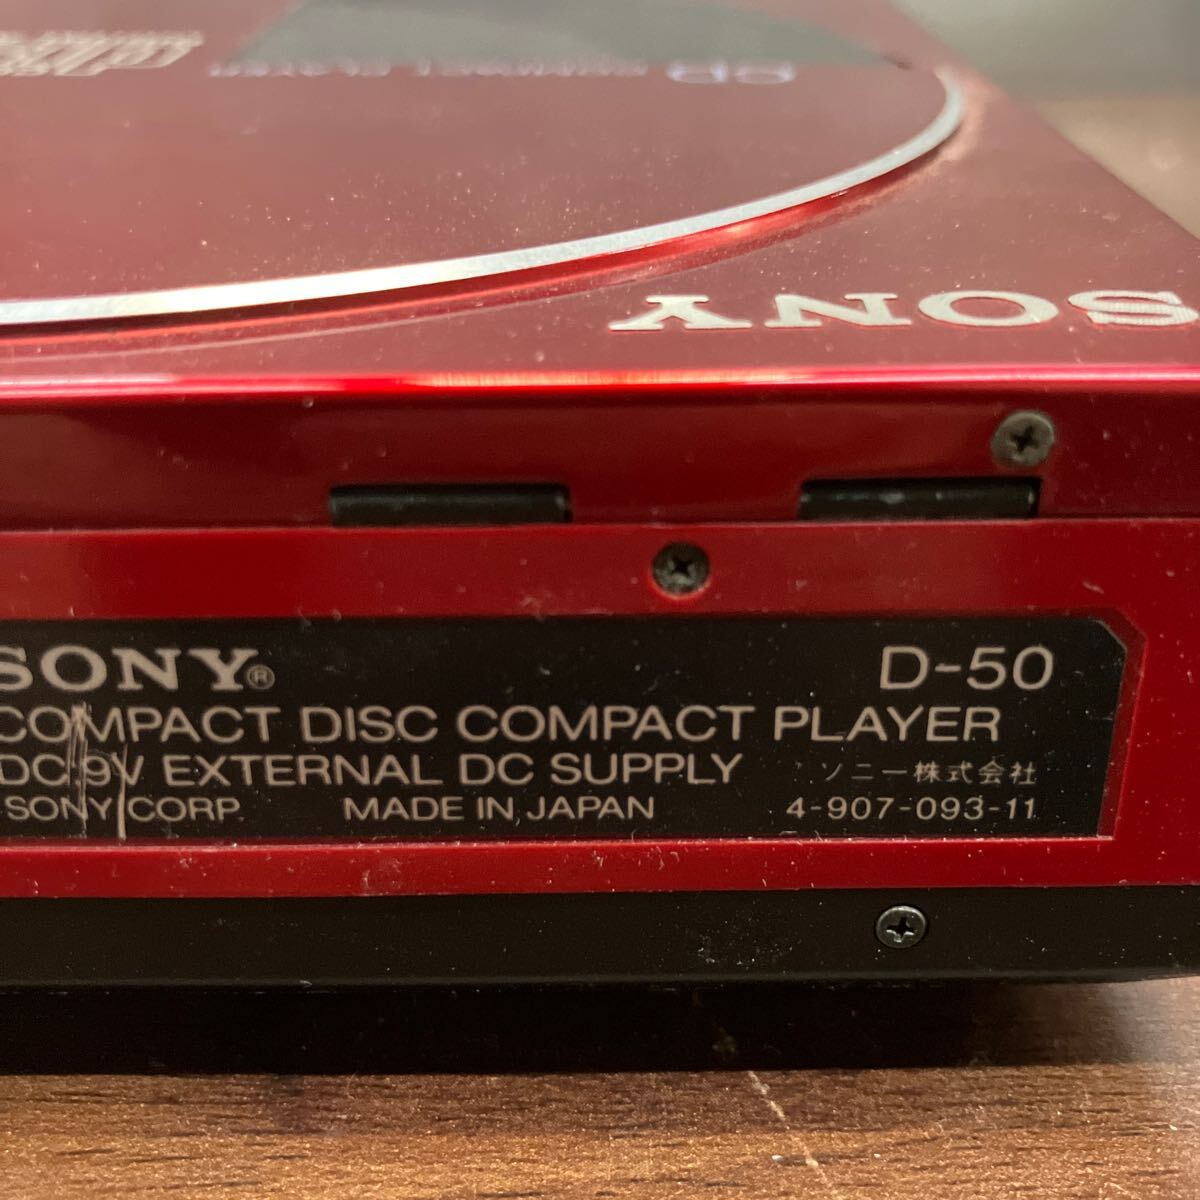 SONY
SONY® D-50
COMPACT DISC COMPACT PLAYER
DC 9V EXTERNAL DC SUPPLY ソニー株式会社
SONY CORP. MADE IN JAPAN 4-907-093-11